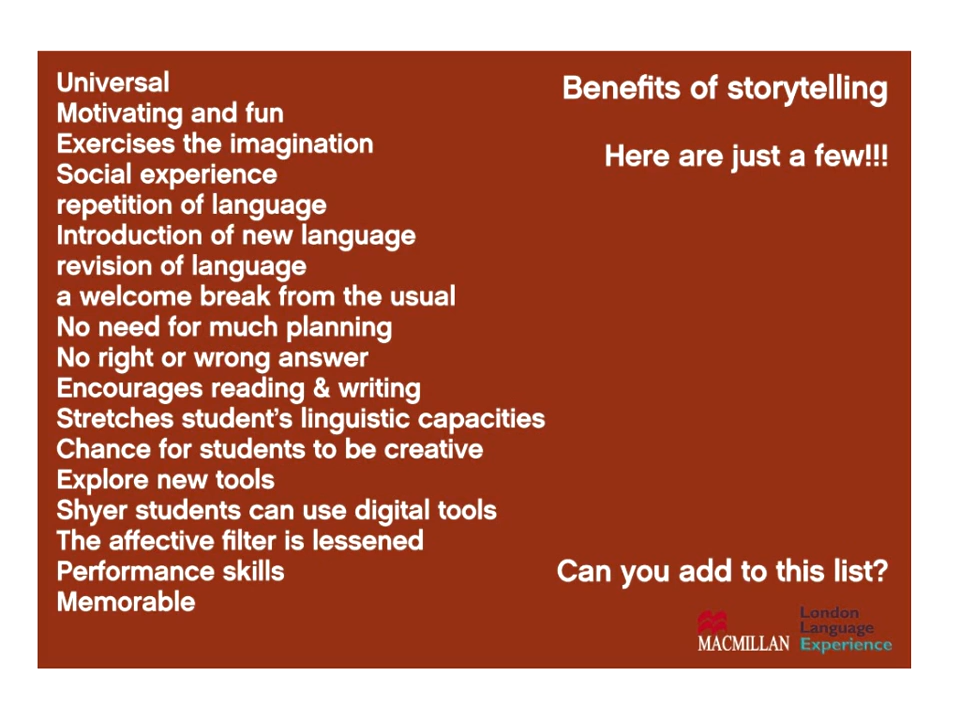 Universal
Motivating and fun
Exercises the imagination
Social experience
repetition of language
Introduction of new language
revision of language
a welcome break from the usual
No need for much planning
No right or wrong answer
Encourages reading & writing
Stretches student's linguistic capacities
Chance for students to be creative
Explore new tools
Shyer students can use digital tools
The affective filter is lessened
Performance skills
Memorable
Benefits of storytelling
Here are just a few!!!
Can you add to this list?
MACMILLAN
London
Language
Experience